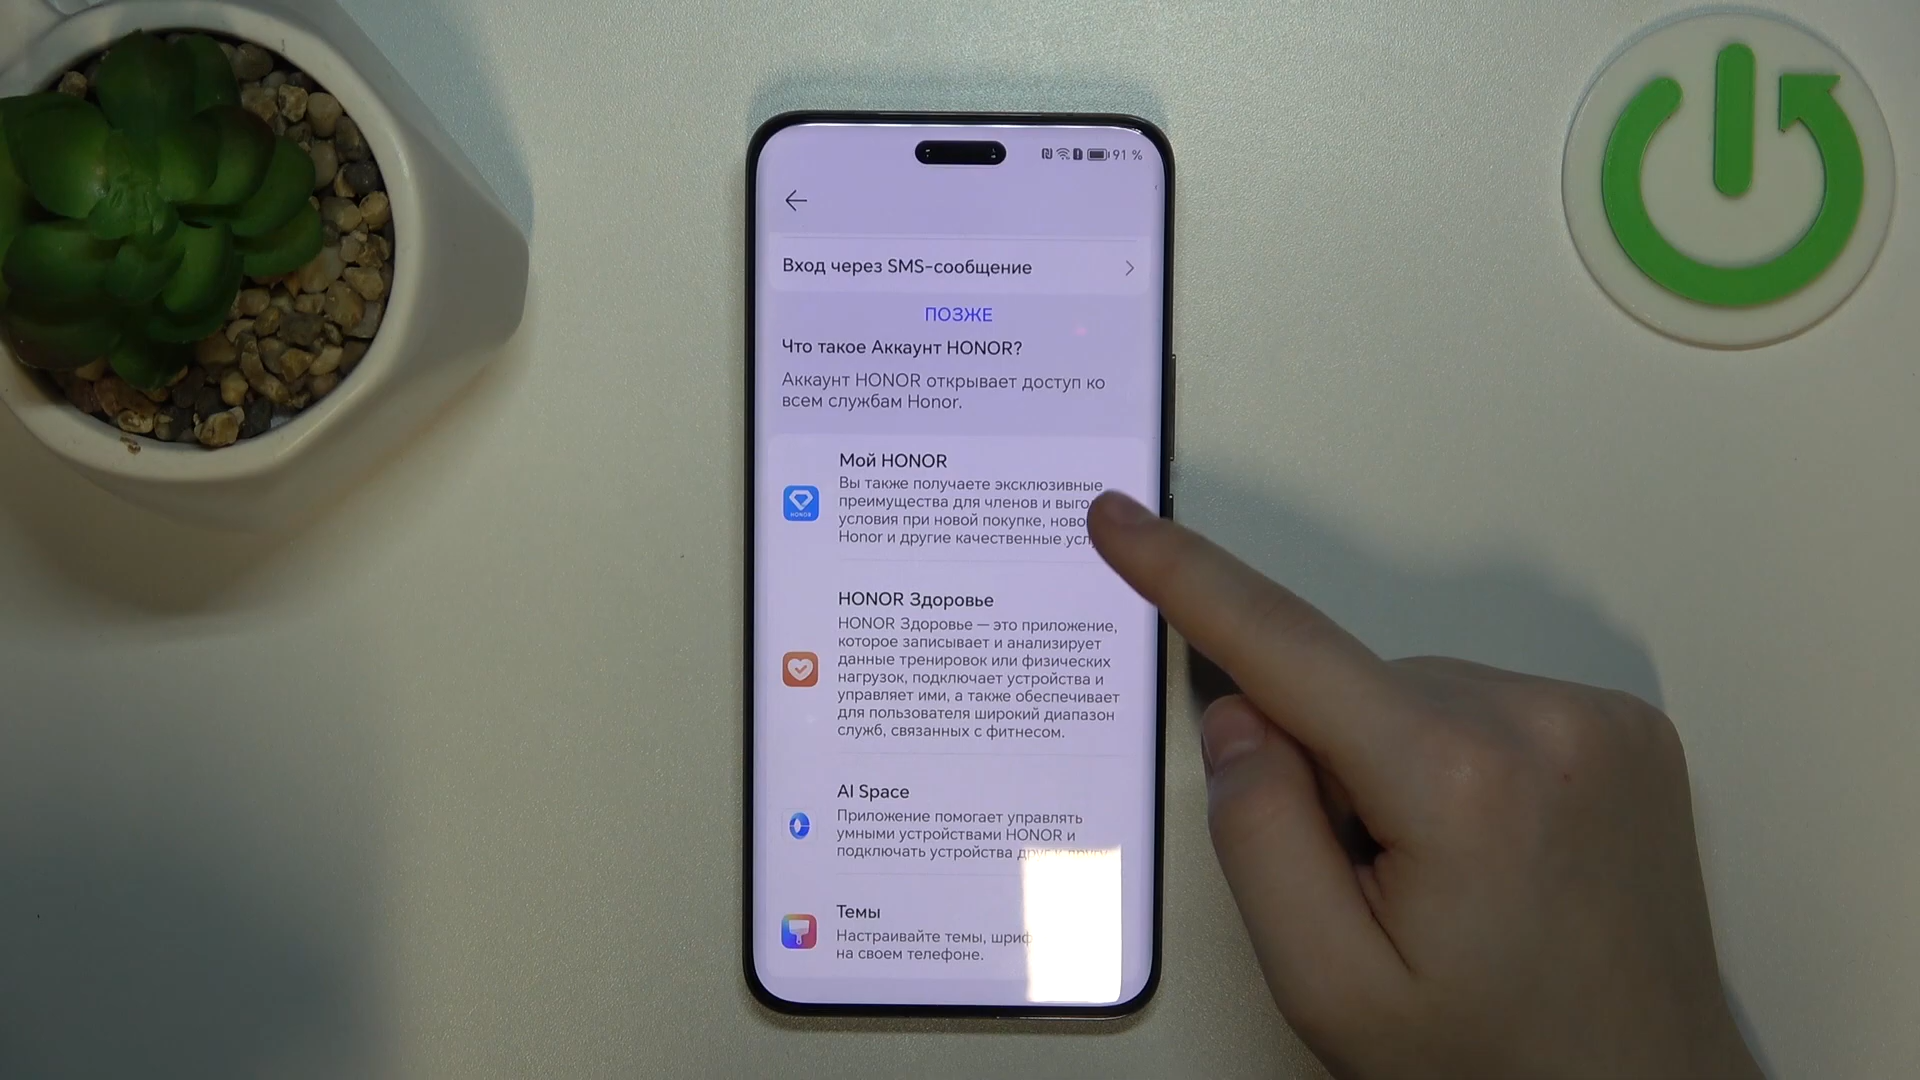 91 %
Вход через SMS-сообщение
ПОЗЖЕ
Что такое Аккаунт HONOR?
Аккаунт HONOR открывает доступ ко
всем службам Honor.
Мой HONOR
Вы также получаете эксклюзивные
преимущества для членов и
условия при новой покупке,
Honor и другие качественные
HONOR
HONOR Здоровье
HONOR Здоровье — это приложение,
которое записывает и анализирует
данные тренировок или физических
нагрузок, подключает устройства и
управляет ими, а также обеспечивает
для пользователя широкий диапазон
служб, связанных с фитнесом.
AI Space
Приложение помогает управлять
умными устройствами HONOR и
подключать устройства
Темы
Настраивайте темы,
на своем телефоне.